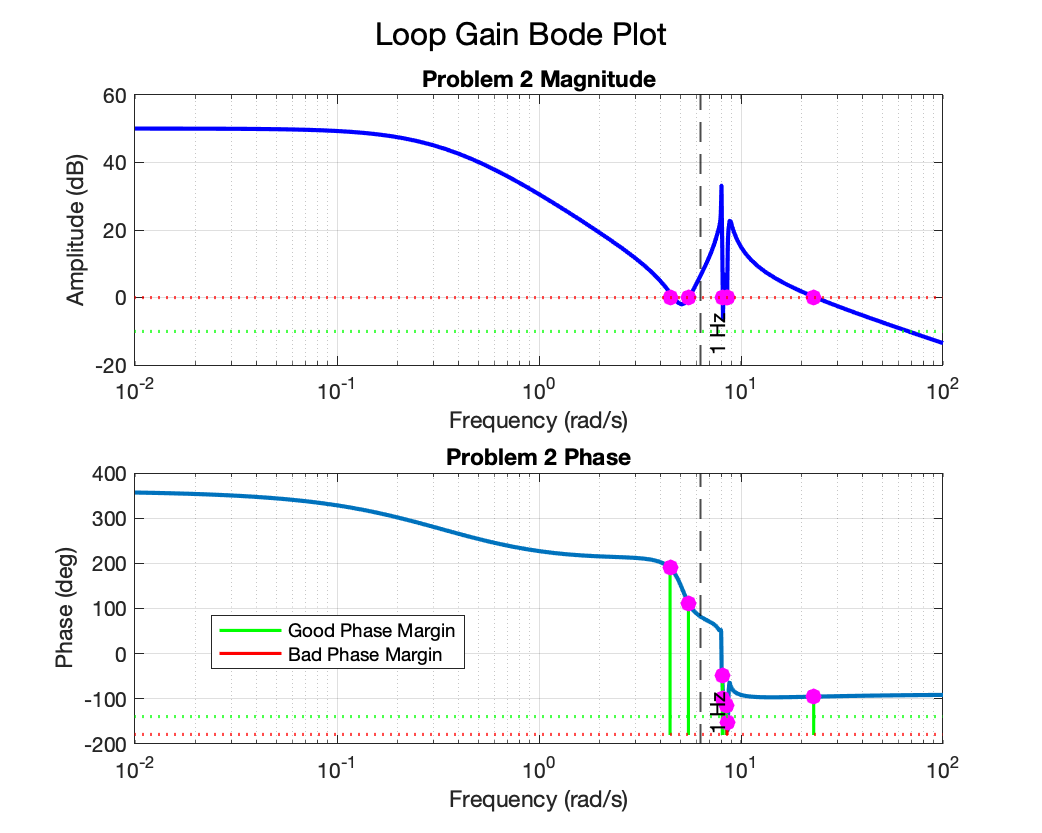 Loop Gain Bode Plot
Problem 2 Magnitude
60
40
20
0
-20
Amplitude (dB)
1 Hz
10^-2
10^-1
10^0
10^1
10^2
Frequency (rad/s)
Problem 2 Phase
400
300
200
100
0
-100
-200
Phase (deg)
Good Phase Margin
Bad Phase Margin
1 Hz
10^-2
10^-1
10^0
10^1
10^2
Frequency (rad/s)